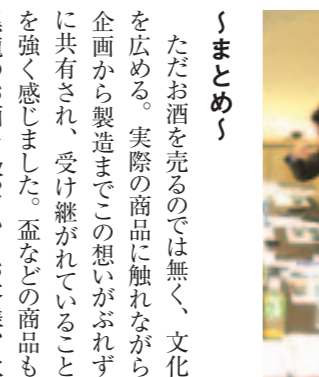 ～まとめ～
ただお酒を売るのでは無く、文化
を広める。実際の商品に触れながら
企画から製造までこの想いがぶれず
に共有され、受け継がれていること
を強く感じました。盃などの商品も